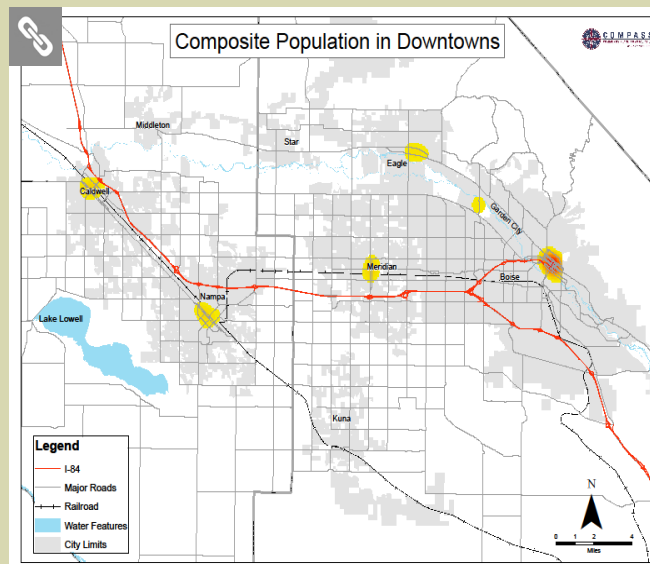 Composite Population in Downtowns
COMPASS
Middleton
Star
Eagle
Caldwell
Garden City
Meridian
Boise
Nampa
Lake Lowell
Kuna
Legend
I-84
Major Roads
Railroad
Water Features
City Limits
N
0 1 2 4
Miles